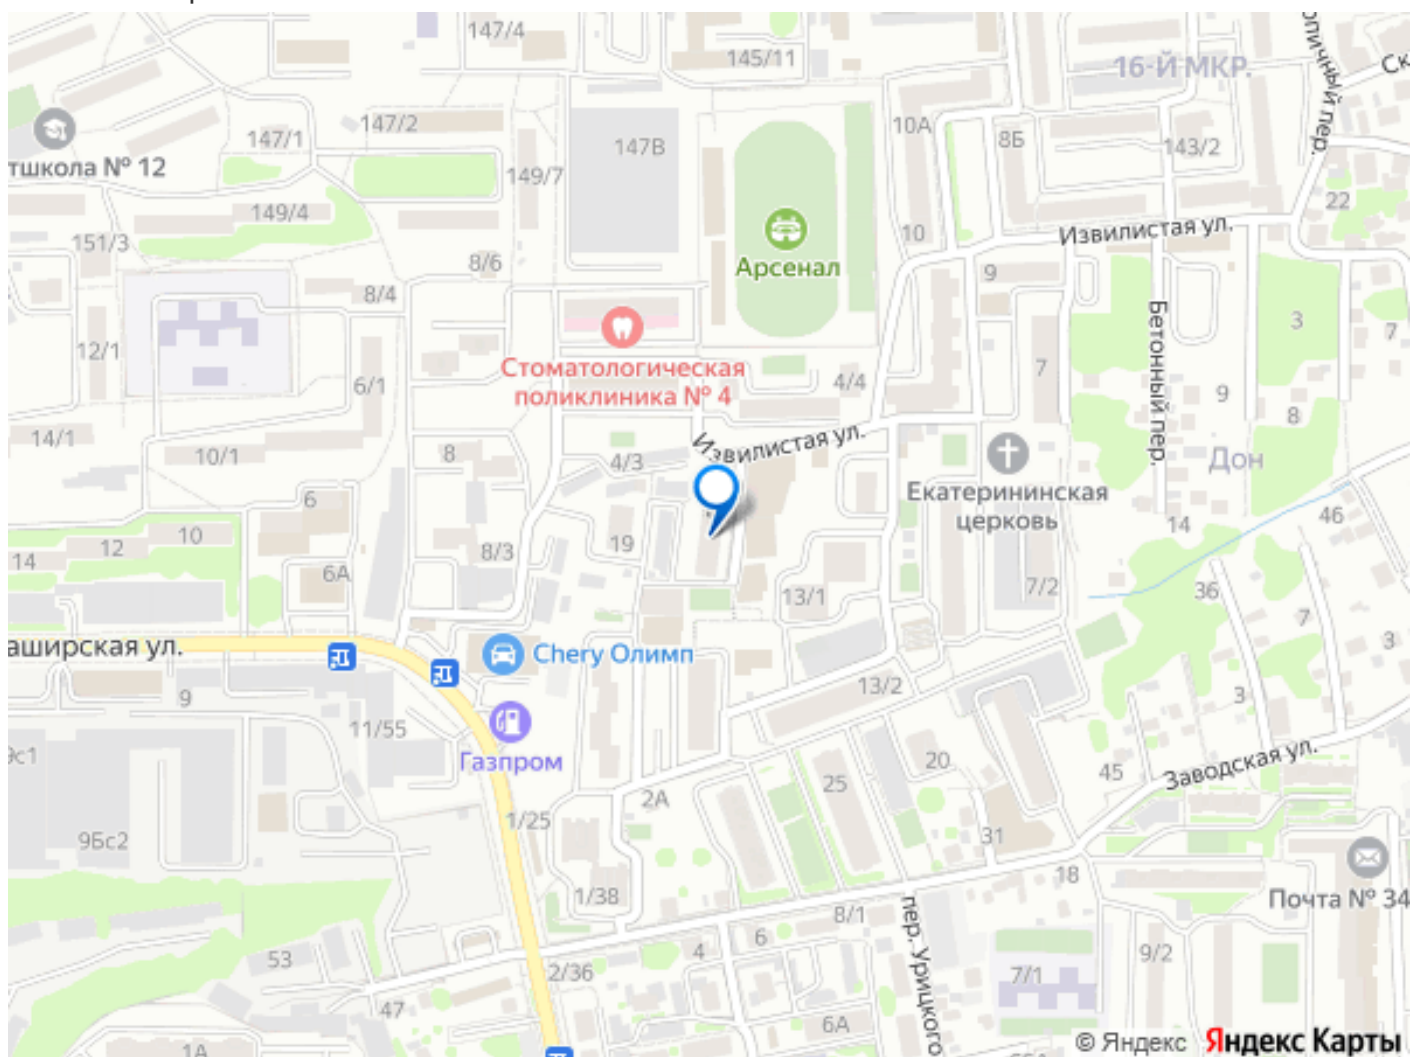 147/4
145/11
16-Й МКР.
147/1
147/2
147В
10А
8Б
143/2
тшкола № 12
149/7
149/4
22
151/3
Извилистая ул.
10
8/6
Арсенал
9
8/4
3
7
12/1
Стоматологическая
поликлиника № 4
4/4
7
Бетонный пер.
6/1
9
8
14/1
10/1
8
Извилистая ул.
4/3
Дон
Екатерининская
церковь
6
14
46
10
12
14
8/3
19
6А
13/1
7/2
36
7
аширская ул.
Chery Олимп
3
9
13/2
3
11/55
Газпром
9с1
20
45
Заводская ул.
25
2А
1/25
9Бс2
31
18
Почта № 34
1/38
8/1
пер. Урицкого
6
4
53
2/36
7/1
9/2
47
6А
1А
© Яндекс Яндекс Карты